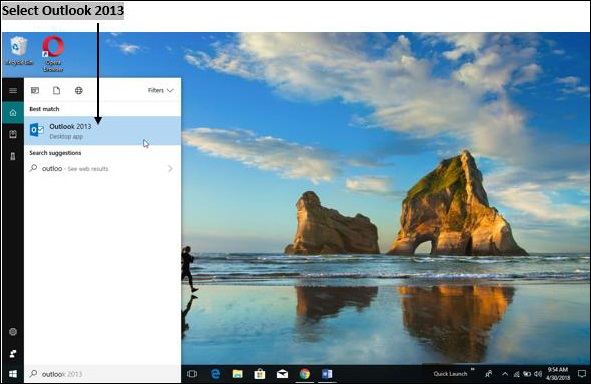 Select Outlook 2013
Recycle Bin
Opera
Browser
Filters
Best match
Outlook 2013
Desktop app
Search suggestions
outloo - See web results
outlook 2013
Quick Launch
9:54 AM
4/30/2018